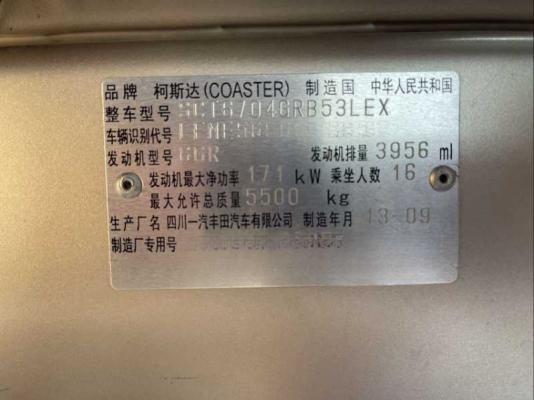 品牌 柯斯达(COASTER) 制造国 中华人民共和国
整车型号 SCT6704GRB53LEX
车辆识别代号
发动机型号 6GR 发动机排量 3956 ml
发动机最大净功率 171 kW 乘坐人数 16
最大允许总质量 5500 kg
生产厂名 四川一汽丰田汽车有限公司 制造年月 13-09
制造厂专用号